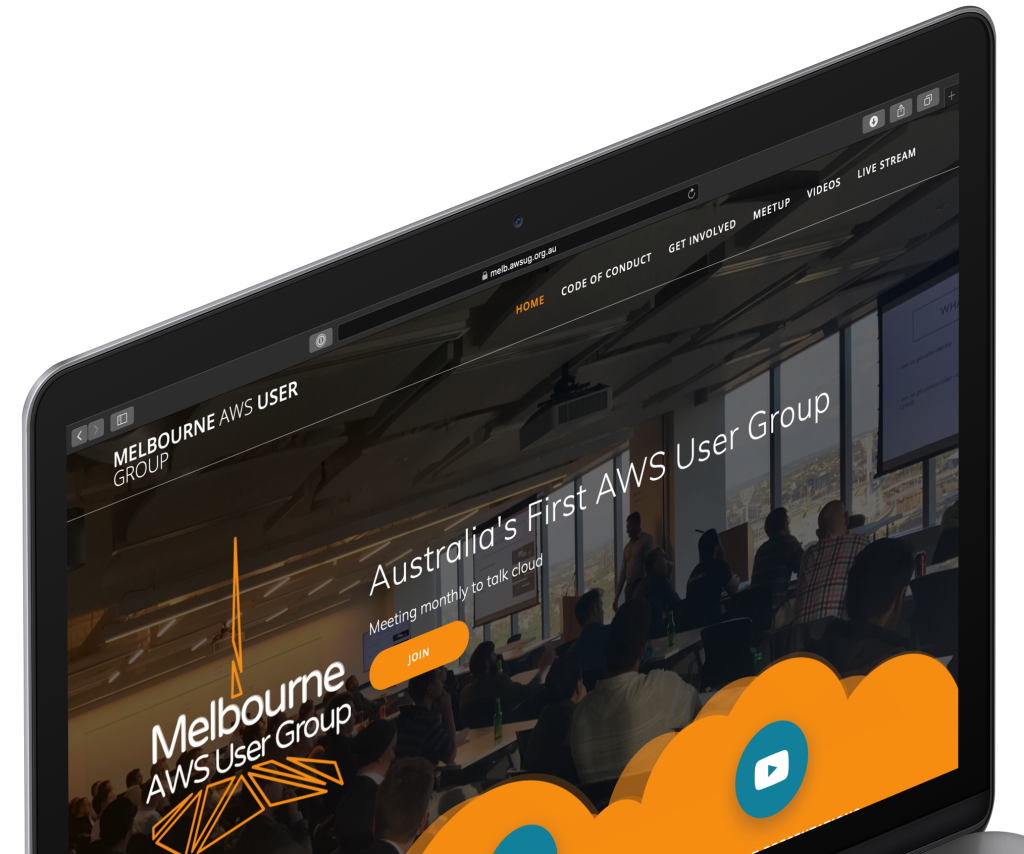 melb.awsug.org.au
HOME CODE OF CONDUCT GET INVOLVED MEETUP VIDEOS LIVE STREAM
MELBOURNE AWS USER
GROUP
Australia's First AWS User Group
Meeting monthly to talk cloud
JOIN
Melbourne
AWS User Group